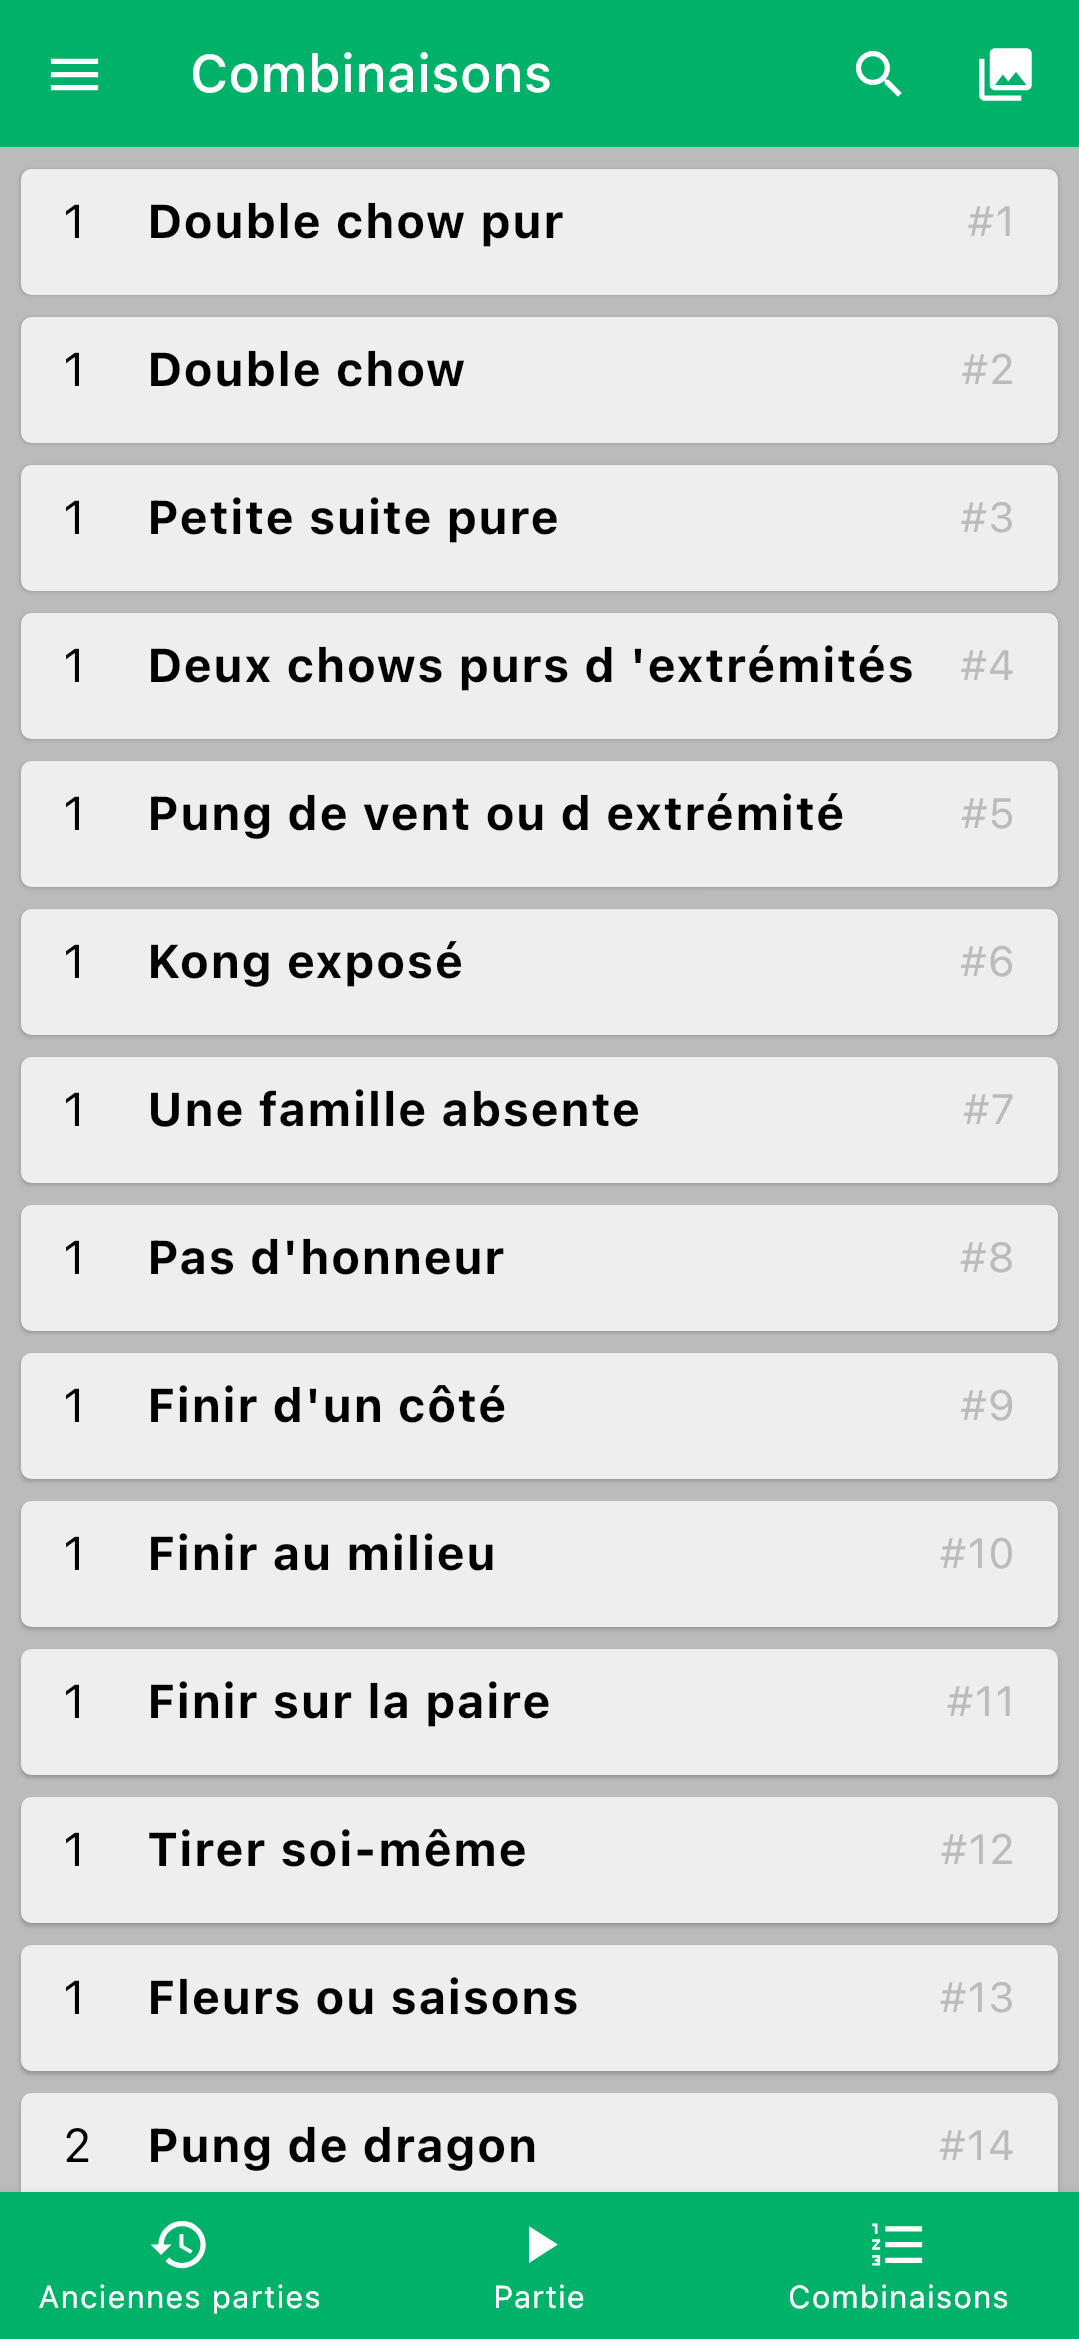 Combinaisons
1 Double chow pur #1
1 Double chow #2
1 Petite suite pure #3
1 Deux chows purs d 'extrémités #4
1 Pung de vent ou d extrémité #5
1 Kong exposé #6
1 Une famille absente #7
1 Pas d'honneur #8
1 Finir d'un côté #9
1 Finir au milieu #10
1 Finir sur la paire #11
1 Tirer soi-même #12
1 Fleurs ou saisons #13
2 Pung de dragon #14
Anciennes parties Partie Combinaisons